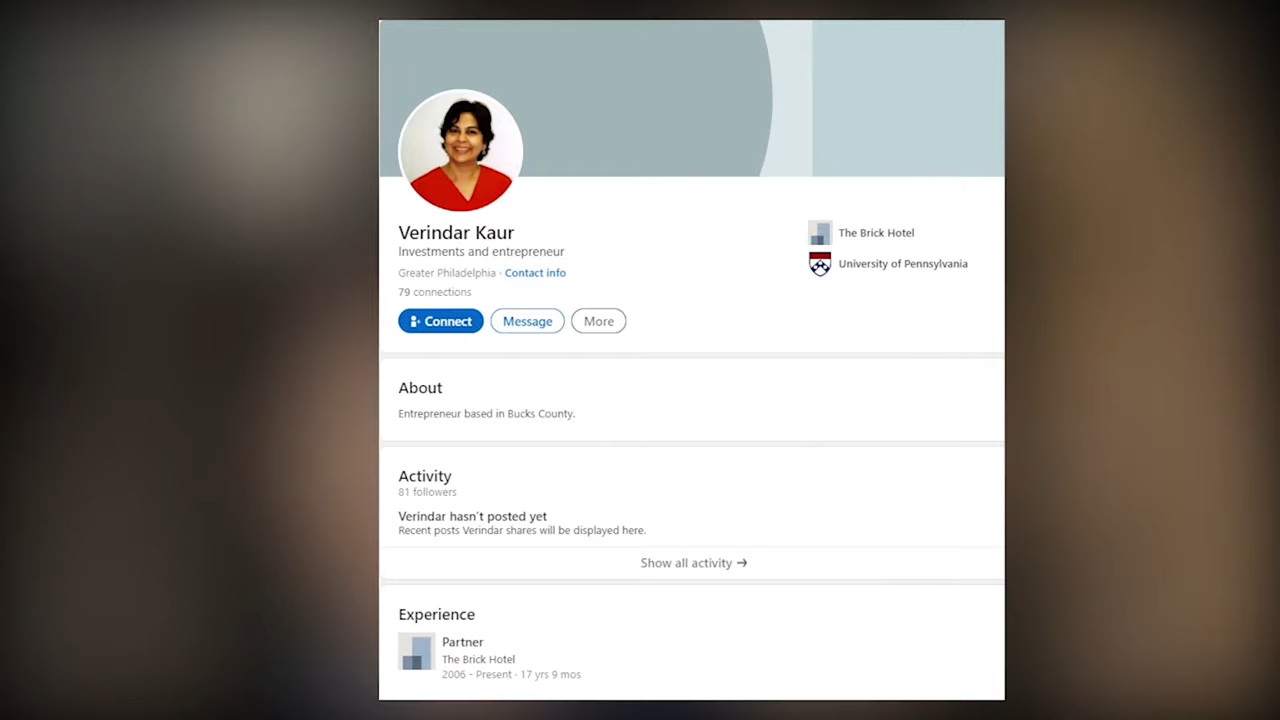 Verindar Kaur
Investments and entrepreneur
Greater Philadelphia · Contact info
79 connections
Connect
Message
More
The Brick Hotel
University of Pennsylvania
About
Entrepreneur based in Bucks County.
Activity
81 followers
Verindar hasn't posted yet
Recent posts Verindar shares will be displayed here.
Show all activity →
Experience
Partner
The Brick Hotel
2006 - Present · 17 yrs 9 mos